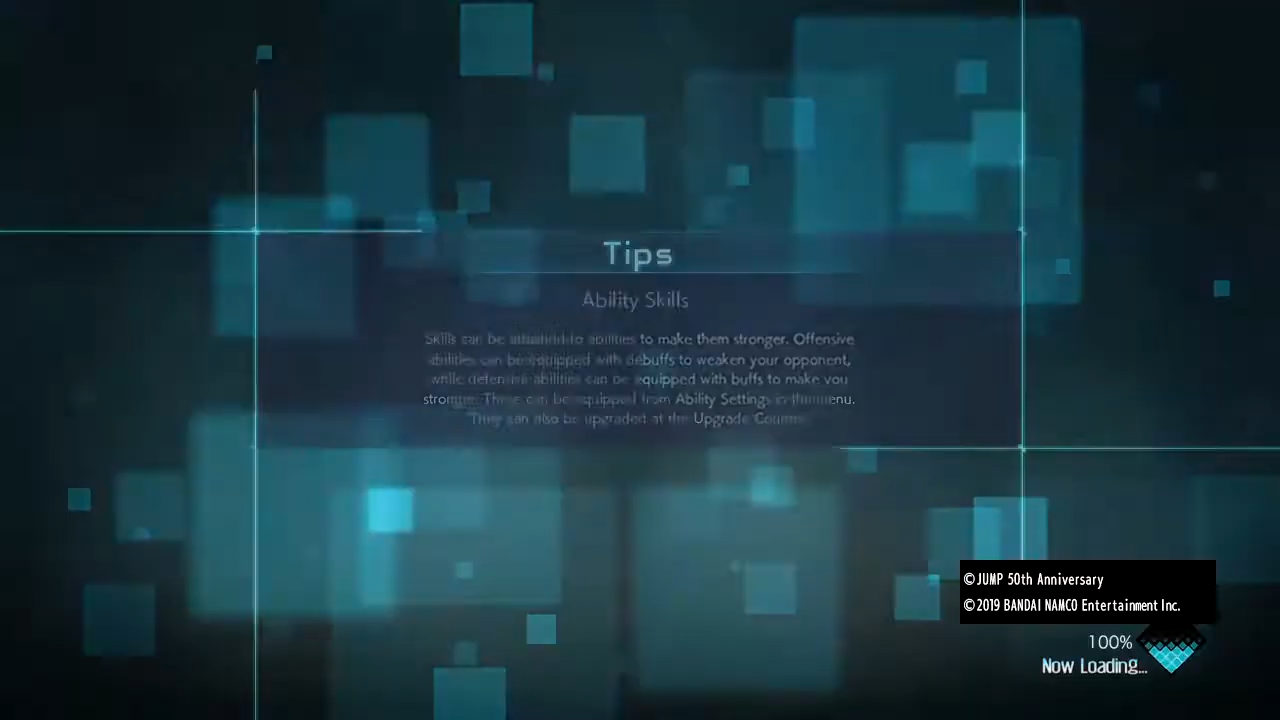 Tips
Ability Skills
Skills can be attached to abilities to make them stronger. Offensive
abilities can be equipped with debuffs to weaken your opponent,
while defensive abilities can be equipped with buffs to make you
stronger. These can be equipped from Ability Settings in the menu.
They can also be upgraded at the Upgrade Counter.
©JUMP 50th Anniversary
©2019 BANDAI NAMCO Entertainment Inc.
100%
Now Loading...